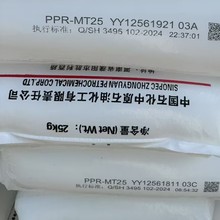 PPR-MT25 YY12561921 03A
执行标准: Q/SH 3495 102-2024 22:37:01
中国石化中原石油化工有限责任公司
SINOPEC ZHONGYUAN PETROCHEMICAL CORP.LTD
净含量(Net Wt.): 25kg
PPR-MT25 YY12561811 03C
执行标准: Q/SH 3495 102-2024